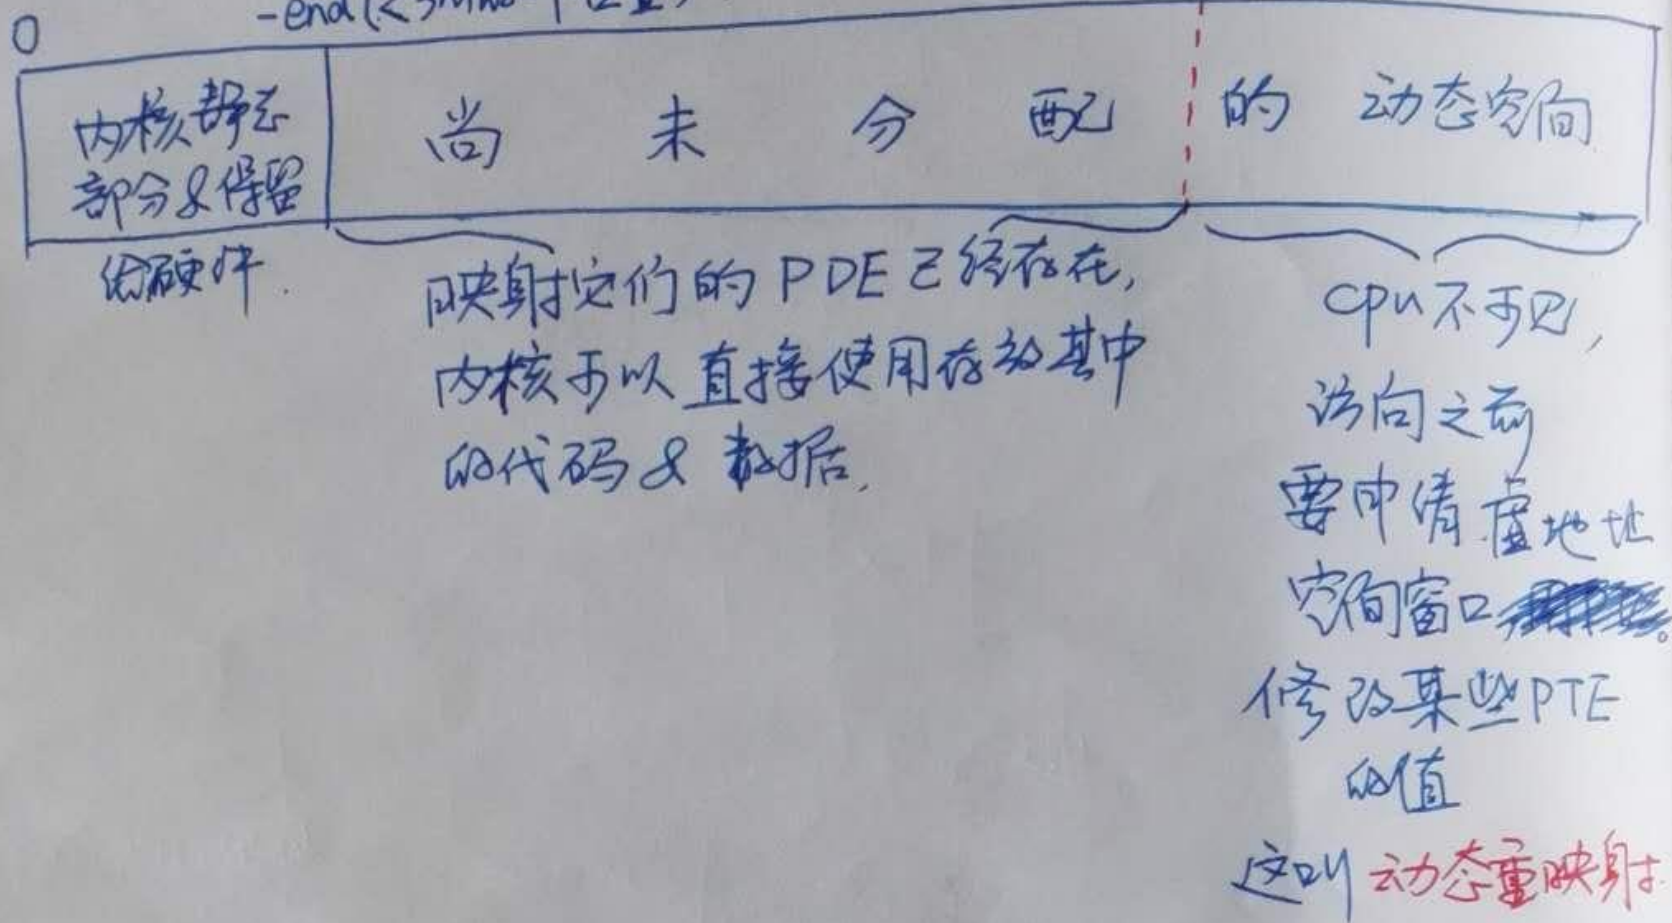 0
内核静态 尚 未 分 配 的 动态空间
部分&保留
给硬件.
映射它们的PDE已经存在,
内核可以直接使用存放其中
的代码&数据.
cpu不可见,
访问之前
要申请虚地址
空间窗口。
修改某些PTE
的值
这叫动态重映射.